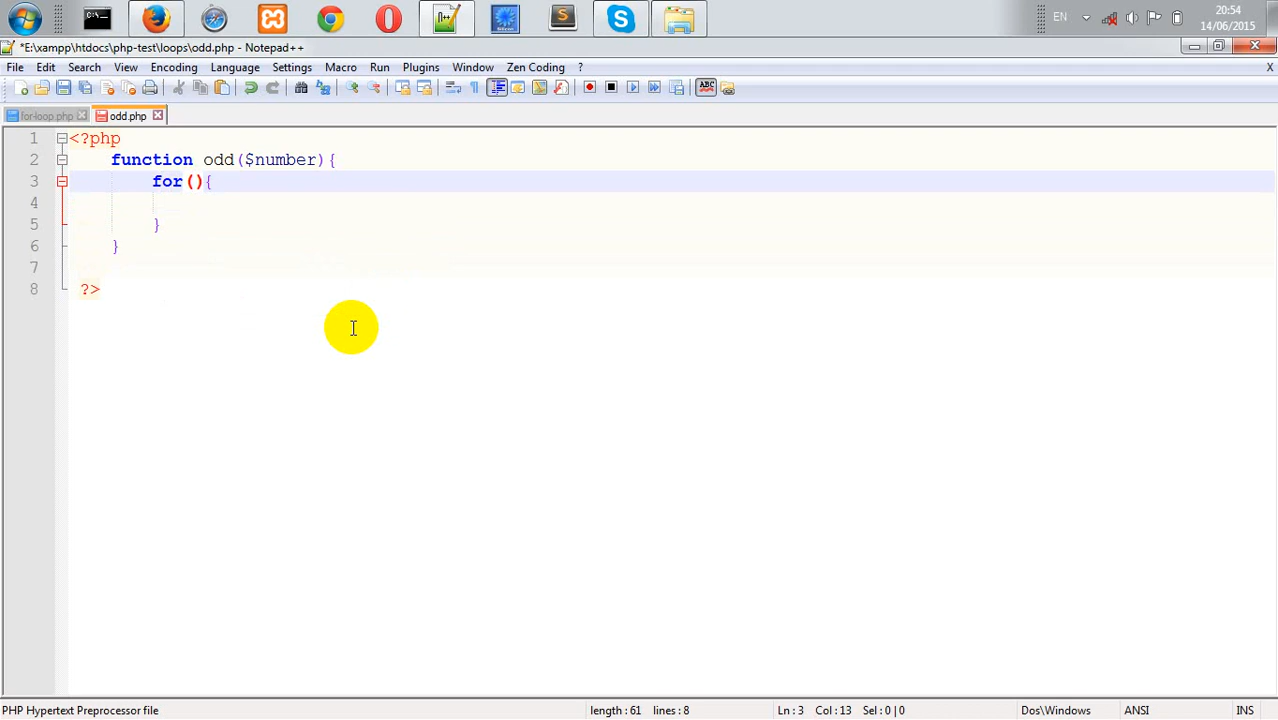 C:\_
EN
20:54
14/06/2015
*E:\xampp\htdocs\php-test\loops\odd.php - Notepad++
File Edit Search View Encoding Language Settings Macro Run Plugins Window Zen Coding ? X
ABC
for-loop.php odd.php
1 <?php
2 function odd($number){
3 for(){
4
5 }
6 }
7
8 ?>
PHP Hypertext Preprocessor file length : 61 lines : 8 Ln : 3 Col : 13 Sel : 0 | 0 Dos\Windows ANSI INS